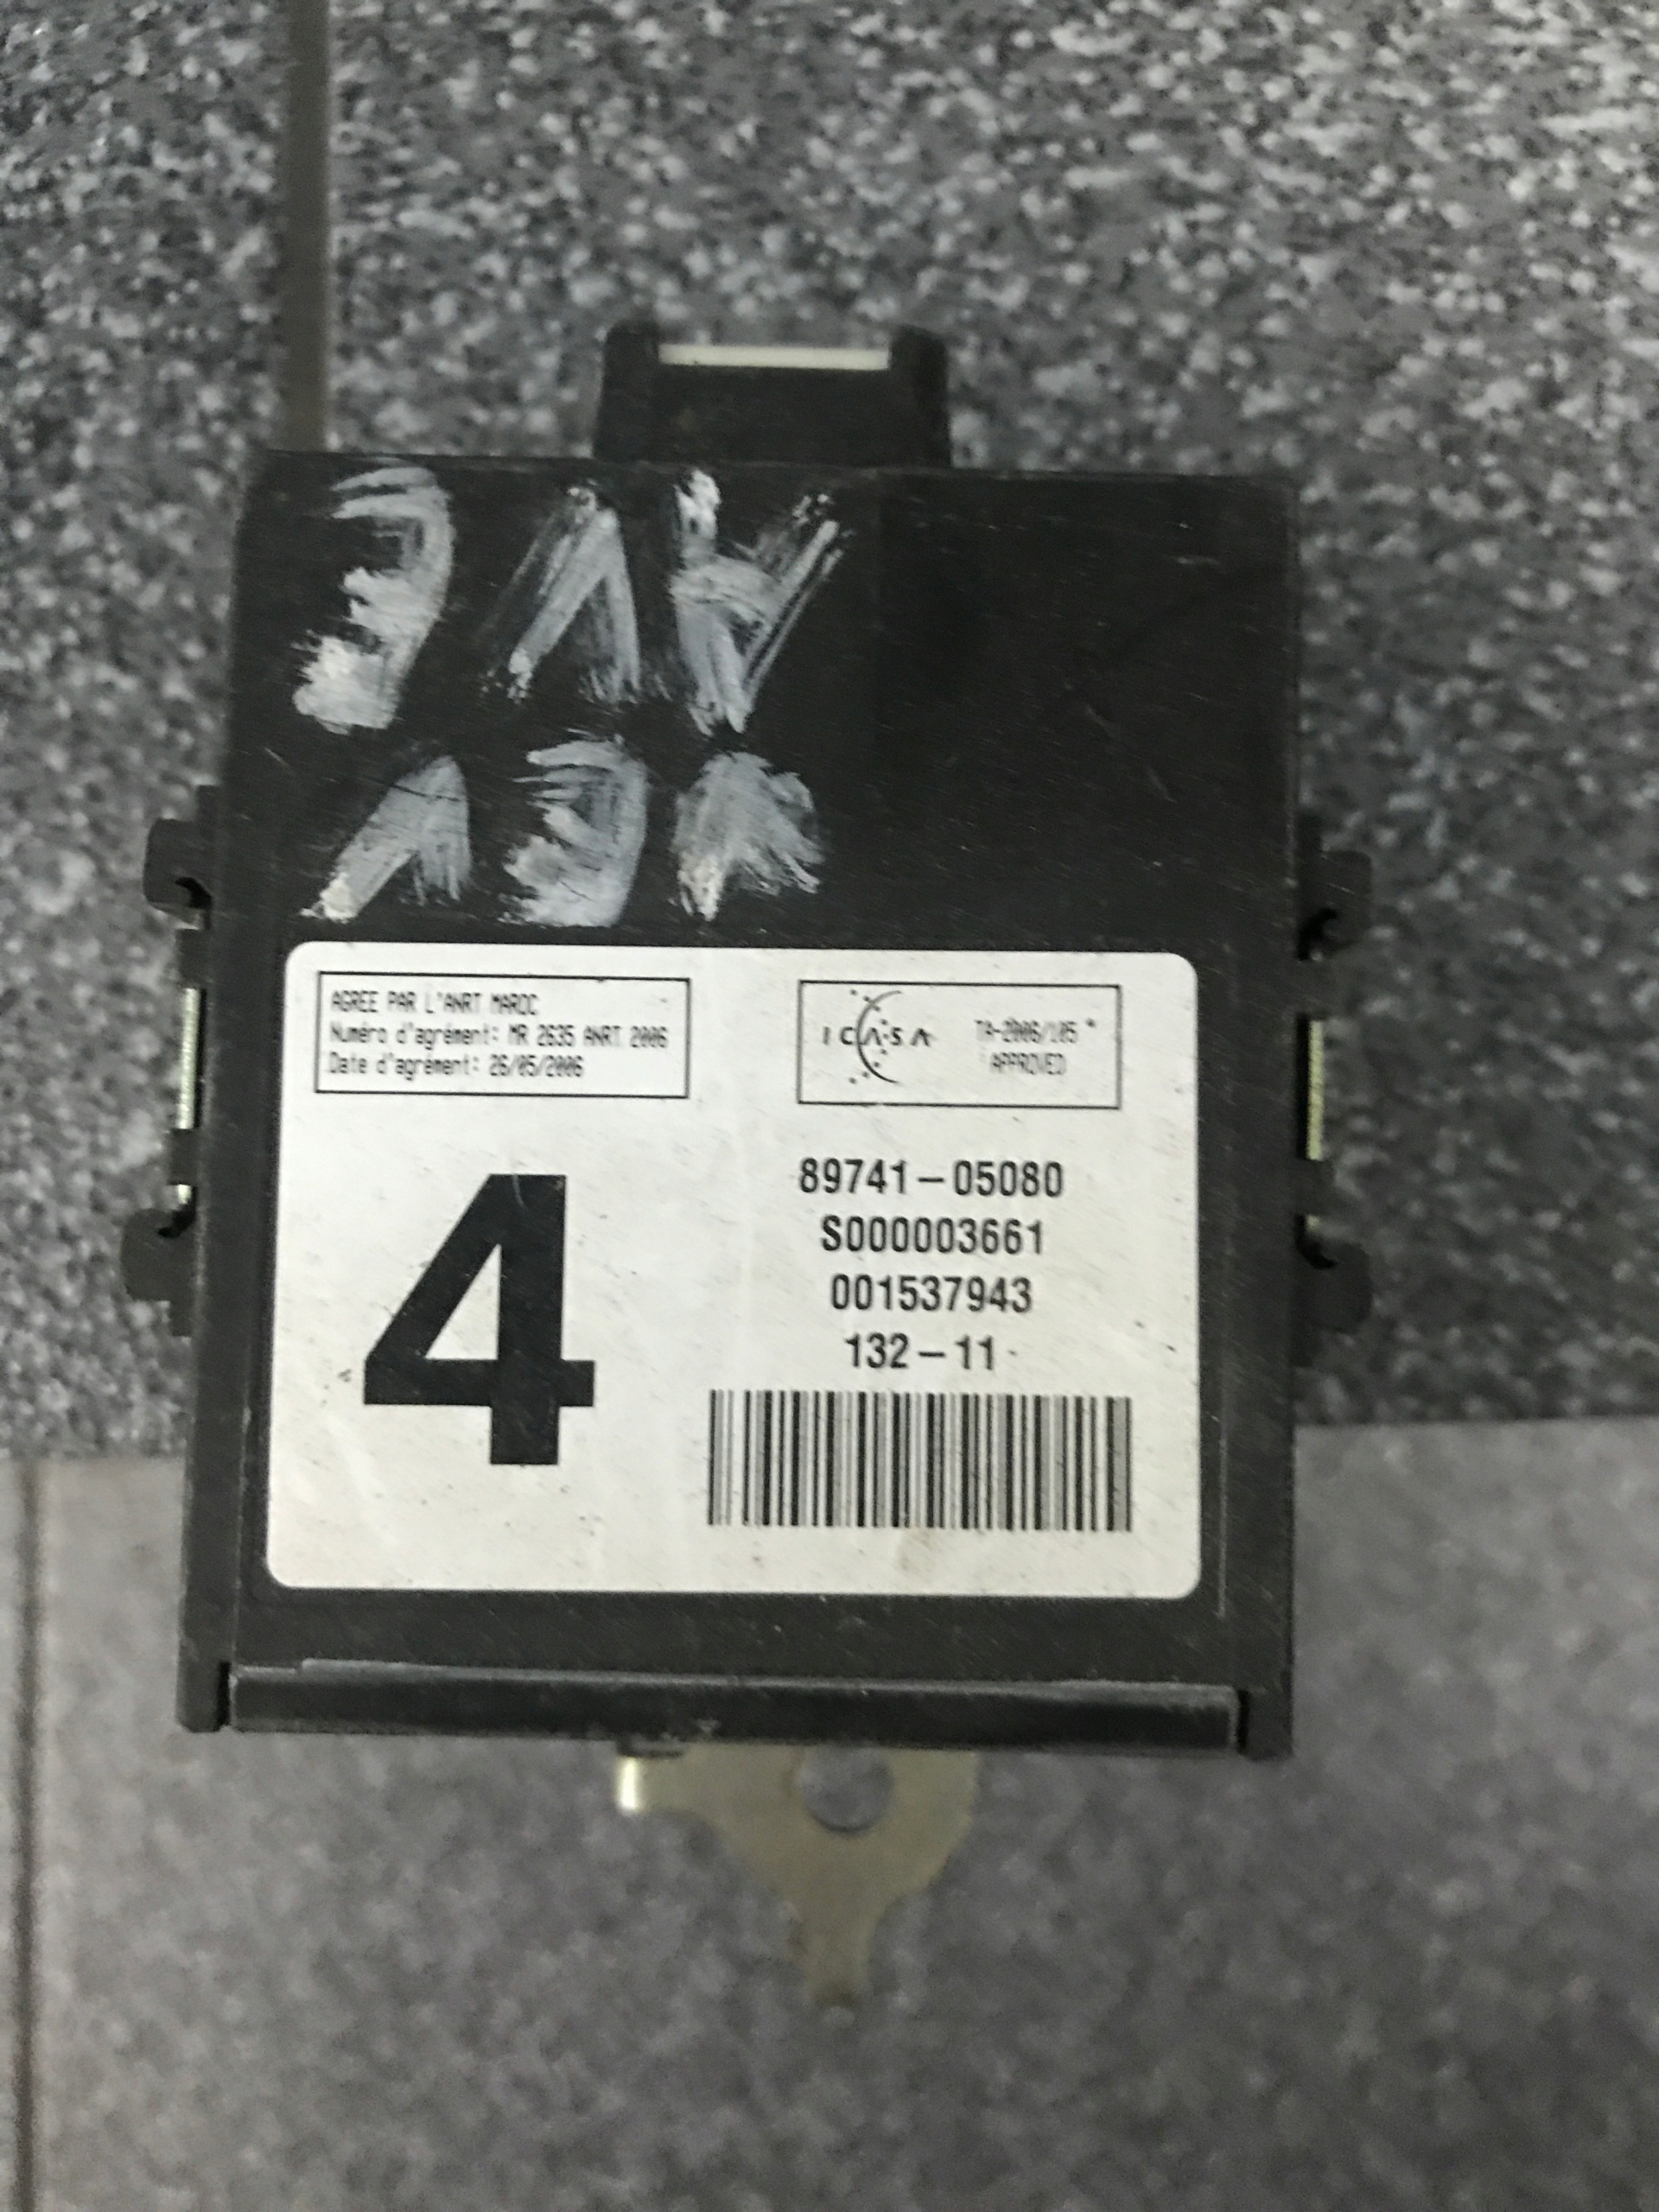 AGREE PAR L'ANRT MAROC
Numéro d'agrément: MR 2635 ANRT 2006
Date d'agrément: 26/05/2006
ICASA
TA-2006/105
APPROVED
4
89741-05080
S000003661
001537943
132-11